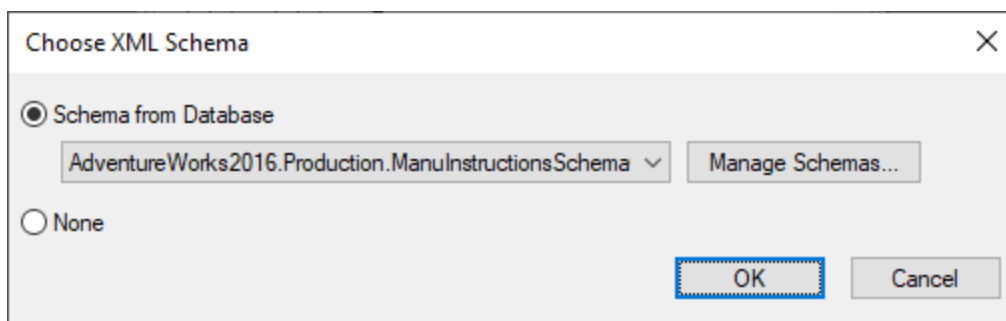 Choose XML Schema
Schema from Database
AdventureWorks2016.Production.ManuInstructionsSchema
Manage Schemas...
None
OK
Cancel